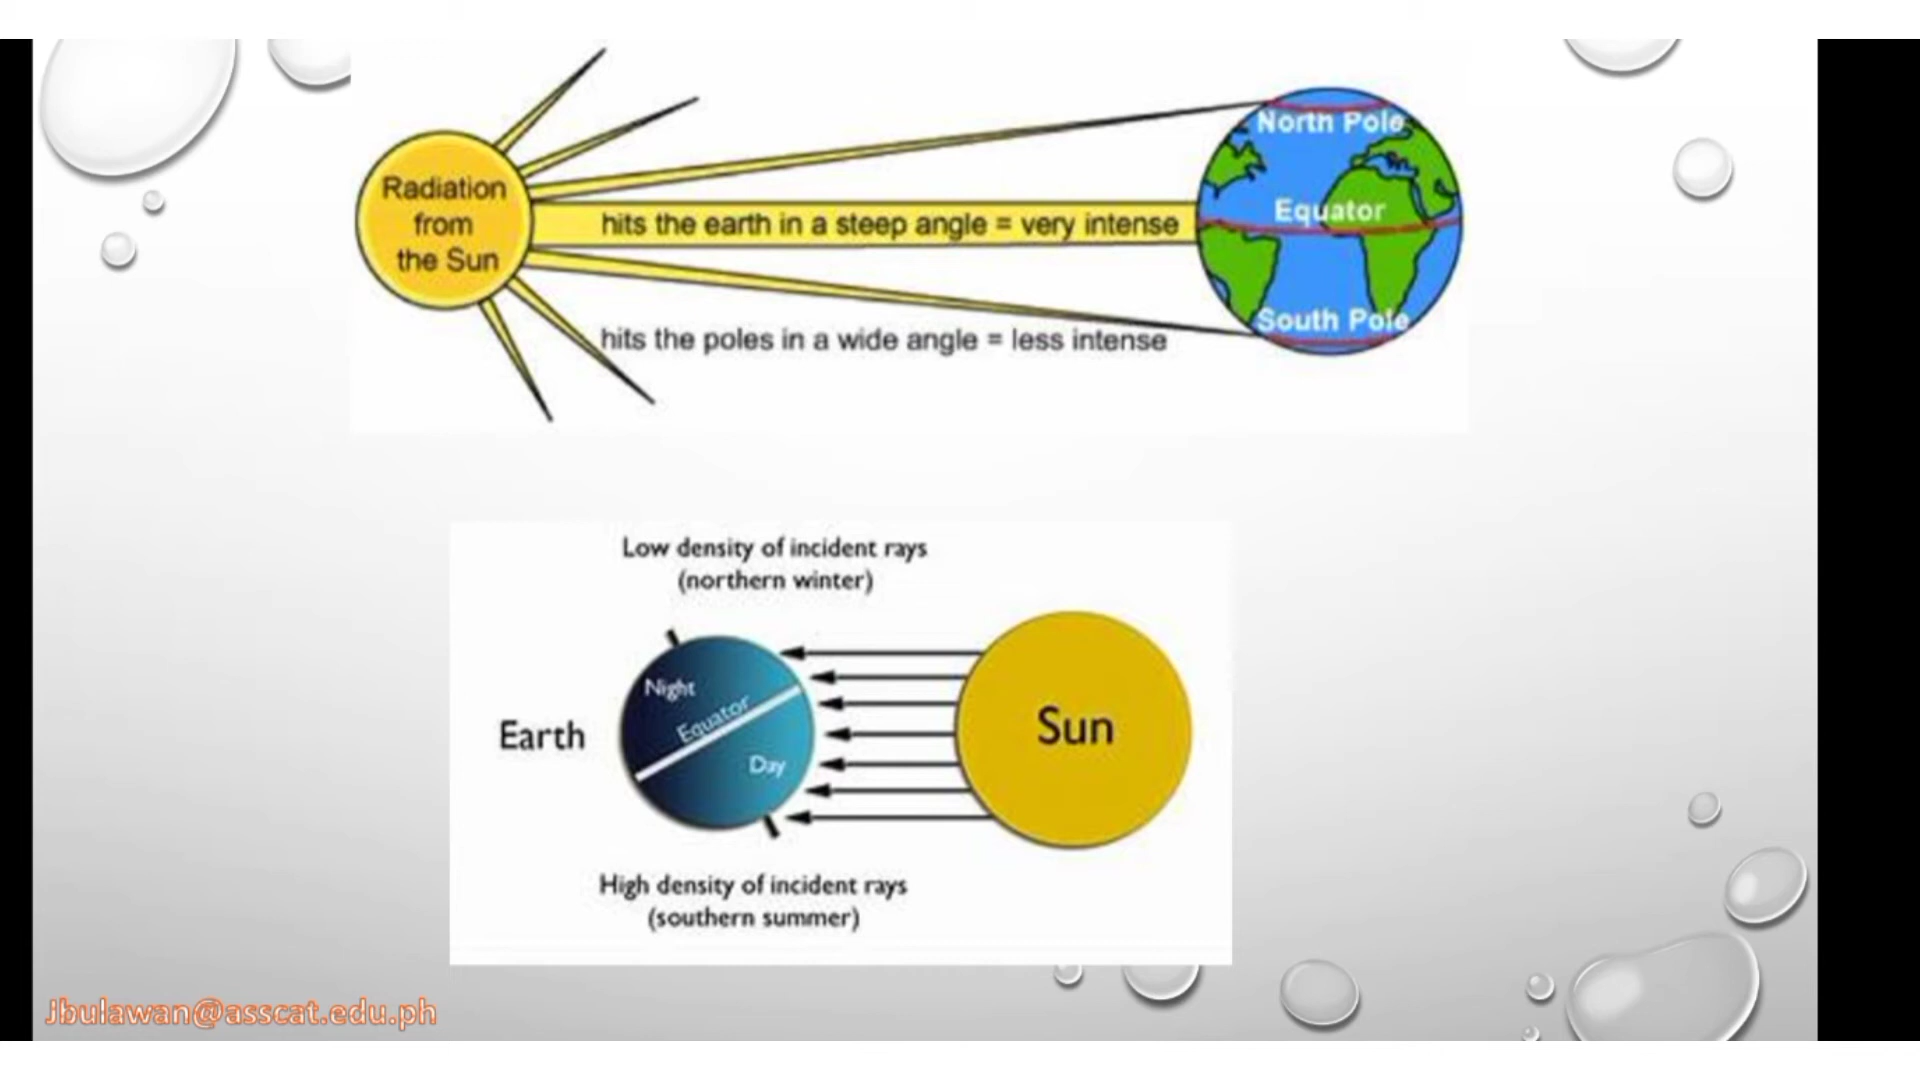 Radiation
from
the Sun
hits the earth in a steep angle = very intense
hits the poles in a wide angle = less intense
North Pole
Equator
South Pole
Low density of incident rays
(northern winter)
Night
Equator
Day
Earth
Sun
High density of incident rays
(southern summer)
Jbulawan@asscat.edu.ph